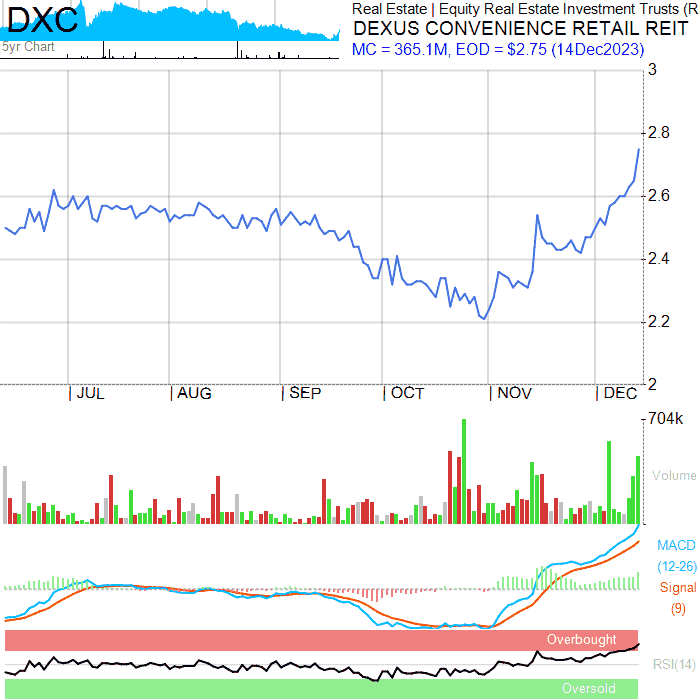 DXC
5yr Chart
Real Estate | Equity Real Estate Investment Trusts (R
DEXUS CONVENIENCE RETAIL REIT
MC = 365.1M, EOD = $2.75 (14Dec2023)
3
2.8
2.6
2.4
2.2
2
| JUL | AUG | SEP | OCT | NOV | DEC
704k
Volume
MACD
(12-26)
Signal
(9)
Overbought
RSI(14)
Oversold